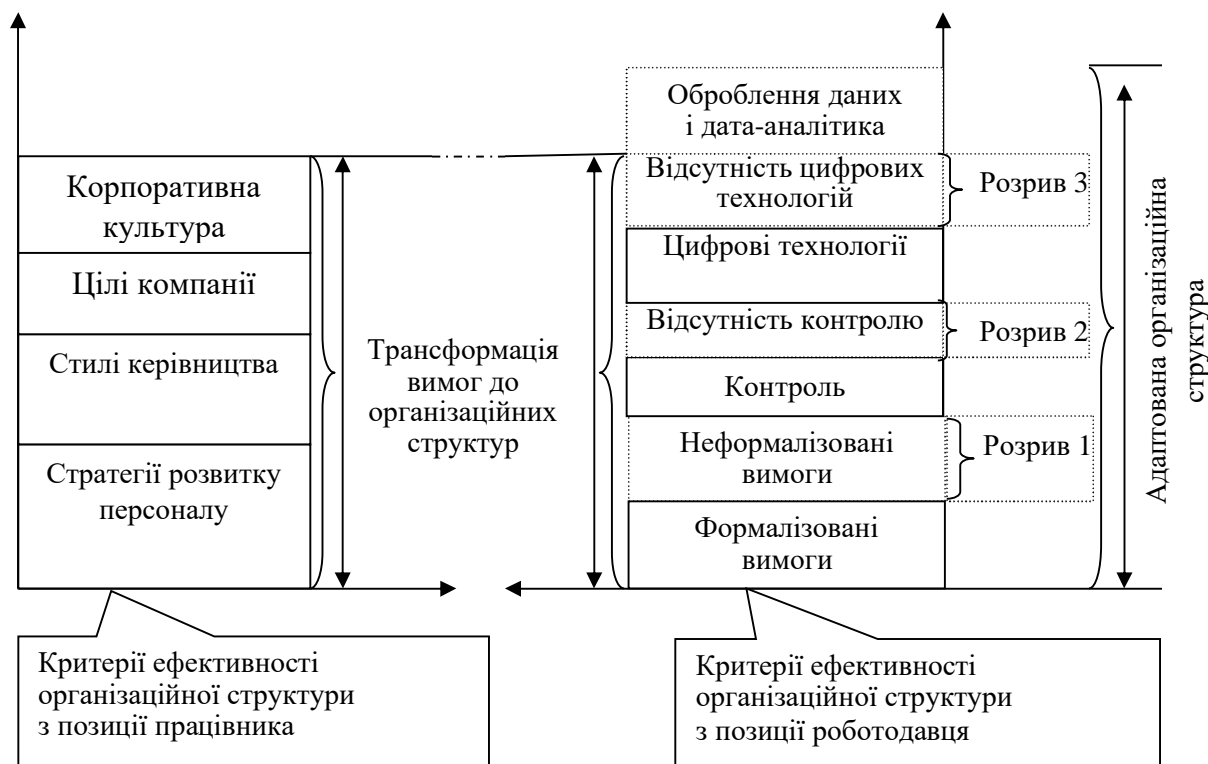 Корпоративна
культура
Цілі компанії
Стилі керівництва
Стратегії розвитку
персоналу
Трансформація
вимог до
організаційних
структур
Оброблення даних
і дата-аналітика
Відсутність цифрових
технологій
Цифрові технології
Відсутність контролю
Контроль
Неформалізовані
вимоги
Формалізовані
вимоги
Розрив 3
Розрив 2
Розрив 1
Адаптована організаційна
структура
Критерії ефективності
організаційної структури
з позиції працівника
Критерії ефективності
організаційної структури
з позиції роботодавця